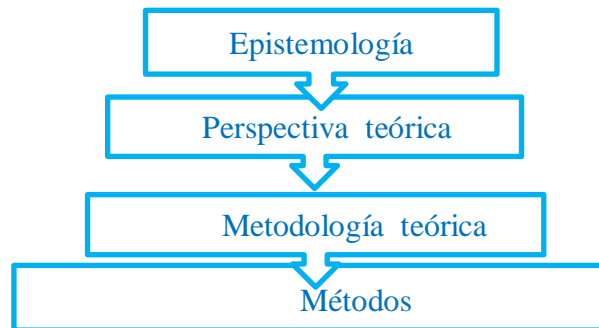 Epistemología
Perspectiva teórica
Metodología teórica
Métodos